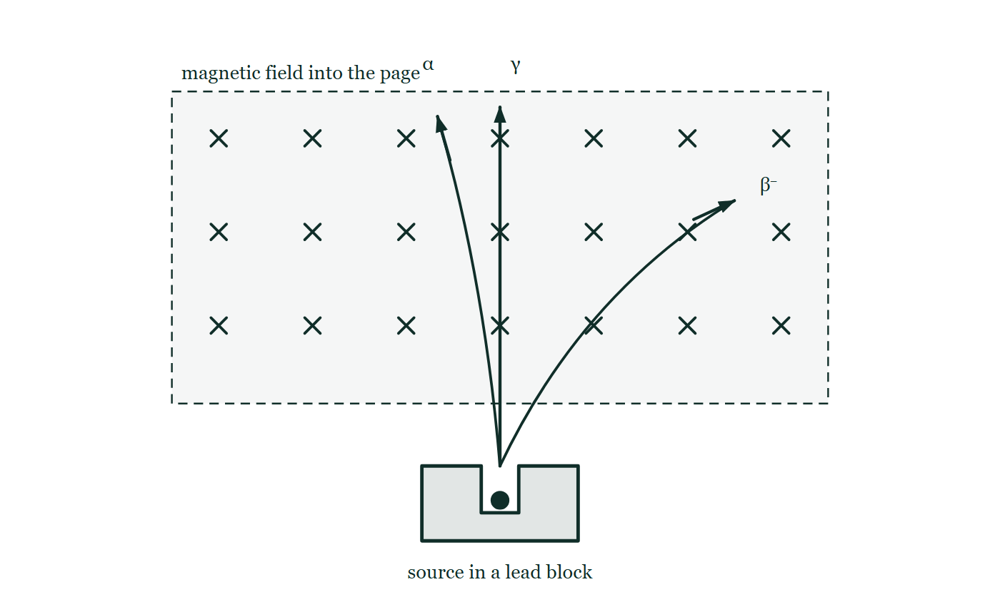 magnetic field into the page
α
γ
β⁻
source in a lead block